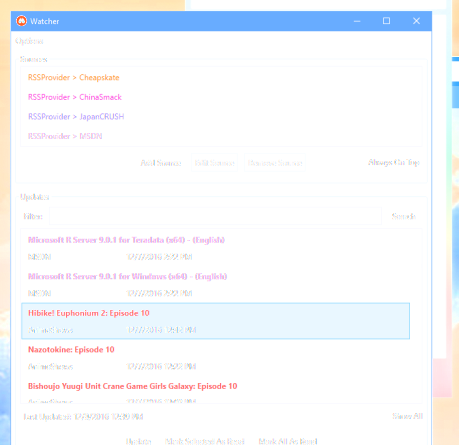 Watcher
Options
Sources
RSSProvider > Cheapskate
RSSProvider > ChinaSmack
RSSProvider > JapanCRUSH
RSSProvider > MSDN
Add Source Edit Source Remove Source Always On Top
Updates
Filter: Search
Microsoft R Server 9.0.1 for Teradata (x64) - (English)
MSDN
Microsoft R Server 9.0.1 for Windows (x64) - (English)
MSDN
Hibike! Euphonium 2: Episode 10
Nazotokine: Episode 10
Bishoujo Yuugi Unit Crane Game Girls Galaxy: Episode 10
Last Update: Show All
Update Mark Selected As Read Mark All As Read